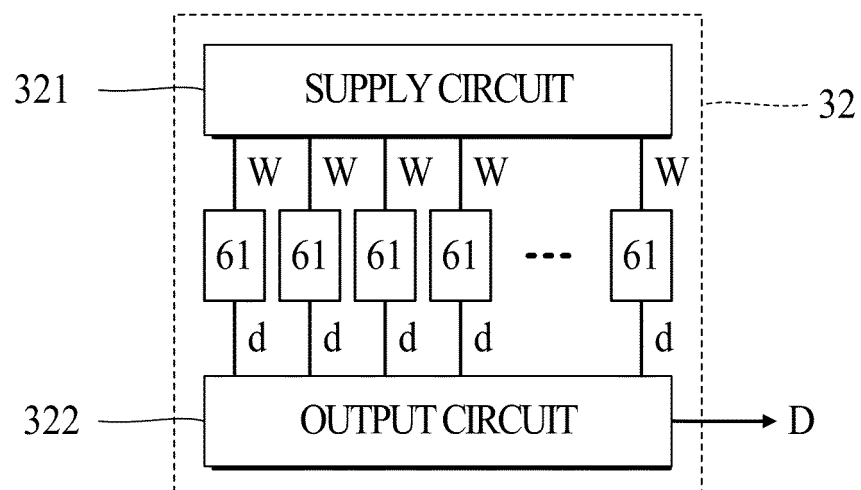 321
SUPPLY CIRCUIT
32
W W W W W
61 61 61 61 --- 61
d d d d d
322
OUTPUT CIRCUIT
D